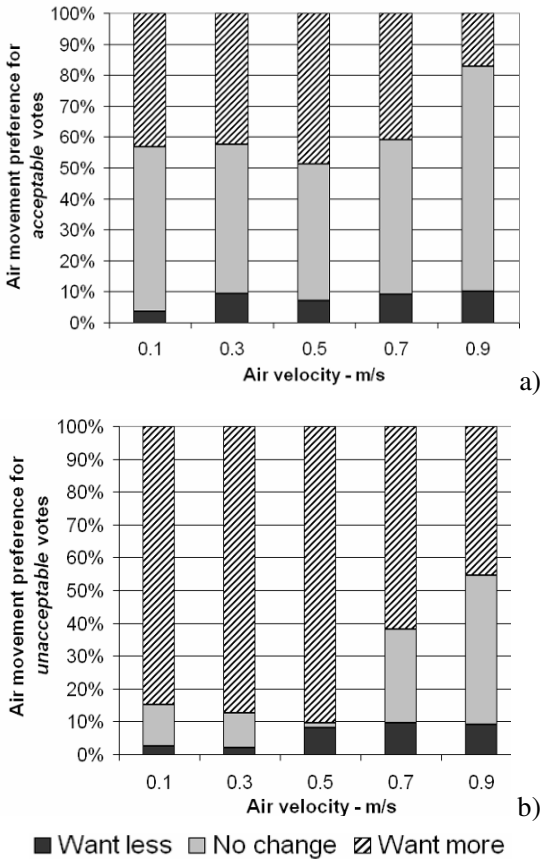 100%
90%
80%
70%
60%
50%
40%
30%
20%
10%
0%
Air movement preference for
acceptable votes
0.1 0.3 0.5 0.7 0.9
Air velocity - m/s
a)
100%
90%
80%
70%
60%
50%
40%
30%
20%
10%
0%
Air movement preference for
unacceptable votes
0.1 0.3 0.5 0.7 0.9
Air velocity - m/s
b)
Want less No change Want more